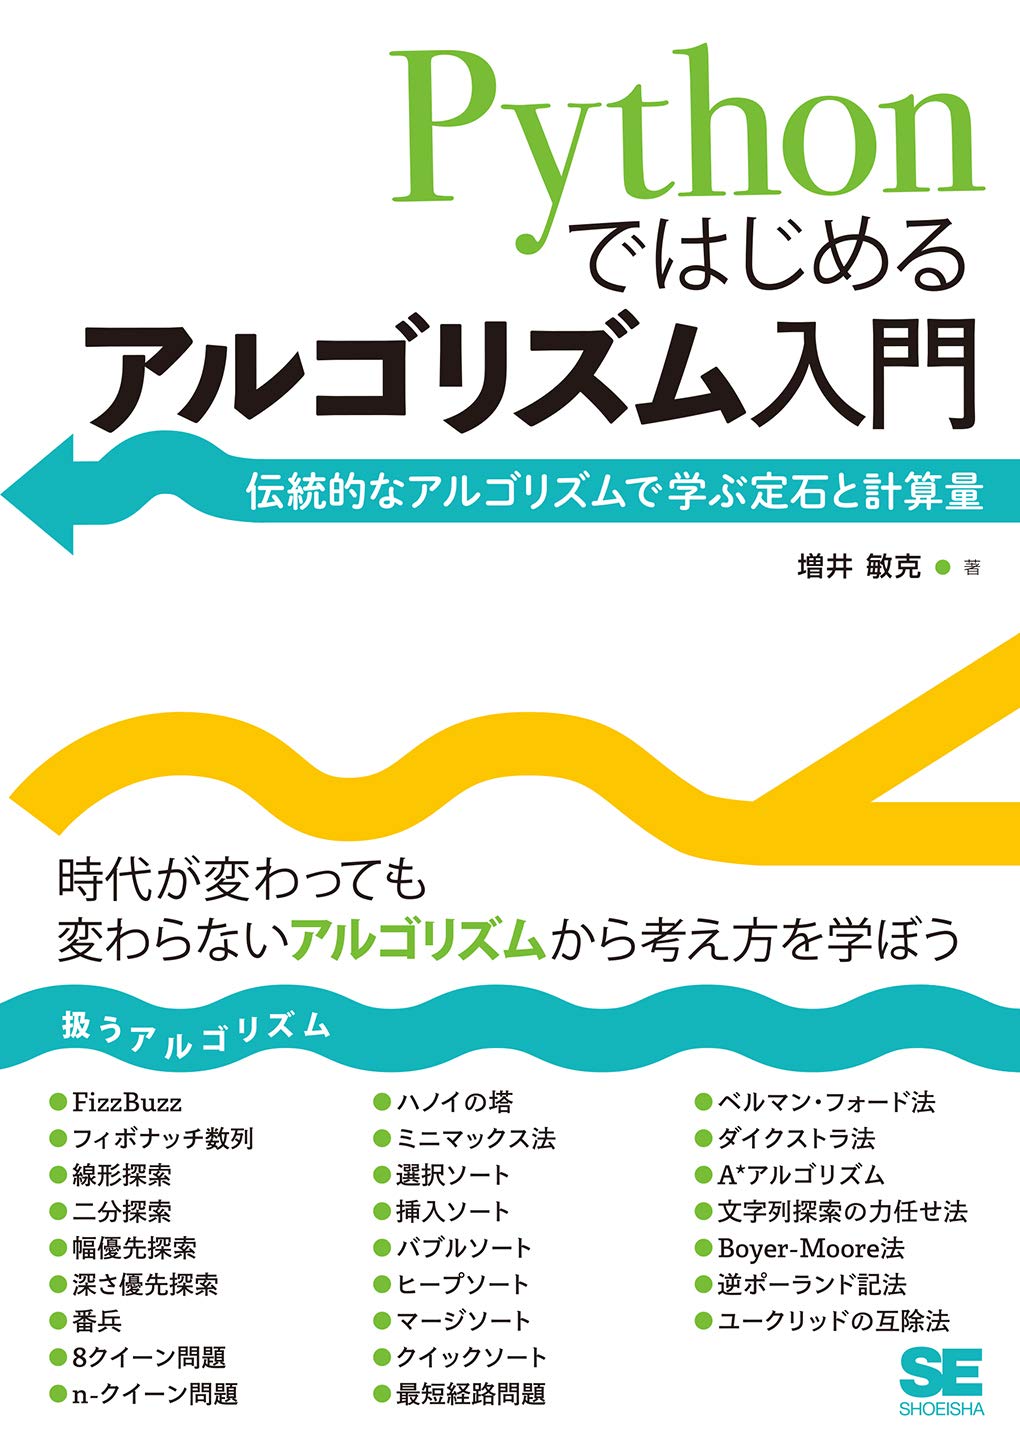 Python
ではじめる
アルゴリズム入門
伝統的なアルゴリズムで学ぶ定石と計算量
増井 敏克 ● 著
時代が変わっても
変わらないアルゴリズムから考え方を学ぼう
扱うアルゴリズム
●FizzBuzz
●フィボナッチ数列
●線形探索
●二分探索
●幅優先探索
●深さ優先探索
●番兵
●8クイーン問題
●n-クイーン問題
●ハノイの塔
●ミニマックス法
●選択ソート
●挿入ソート
●バブルソート
●ヒープソート
●マージソート
●クイックソート
●最短経路問題
●ベルマン・フォード法
●ダイクストラ法
●A*アルゴリズム
●文字列探索の力任せ法
●Boyer-Moore法
●逆ポーランド記法
●ユークリッドの互除法
SE
SHOEISHA